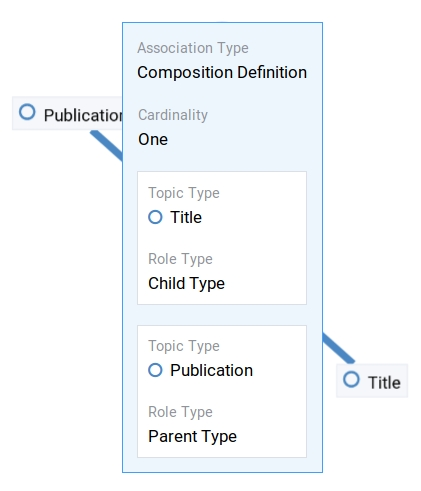 Association Type
Composition Definition
Publication
Cardinality
One
Topic Type
Title
Role Type
Child Type
Topic Type
Publication
Role Type
Parent Type
Title